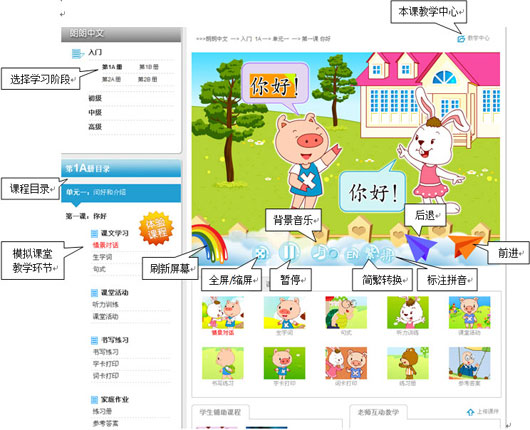 本课教学中心
朗朗中文
>>>朗朗中文 --> 入门 1A --> 单元一 --> 第一课 你好
教学中心
入门
第1A 册 第1B 册
第2A 册 第2B 册
选择学习阶段
初级
中级
高级
你好!
你好!
第1A册目录
课程目录
单元一，问好和介绍
第一课，你好
体验课程
课文学习
情景对话
生字词
句式
模拟课堂
教学环节
课堂活动
听力训练
课堂活动
书写练习
书写练习
字卡打印
词卡打印
家庭作业
练习册
参考答案
背景音乐
后退
刷新屏幕
全屏/缩屏
暂停
简繁转换
标注拼音
前进
EN
情景对话
生字词
句式
听力训练
课堂活动
书写练习
字卡打印
词卡打印
练习册
参考答案
学生辅助课程
老师互动教学
上传课件